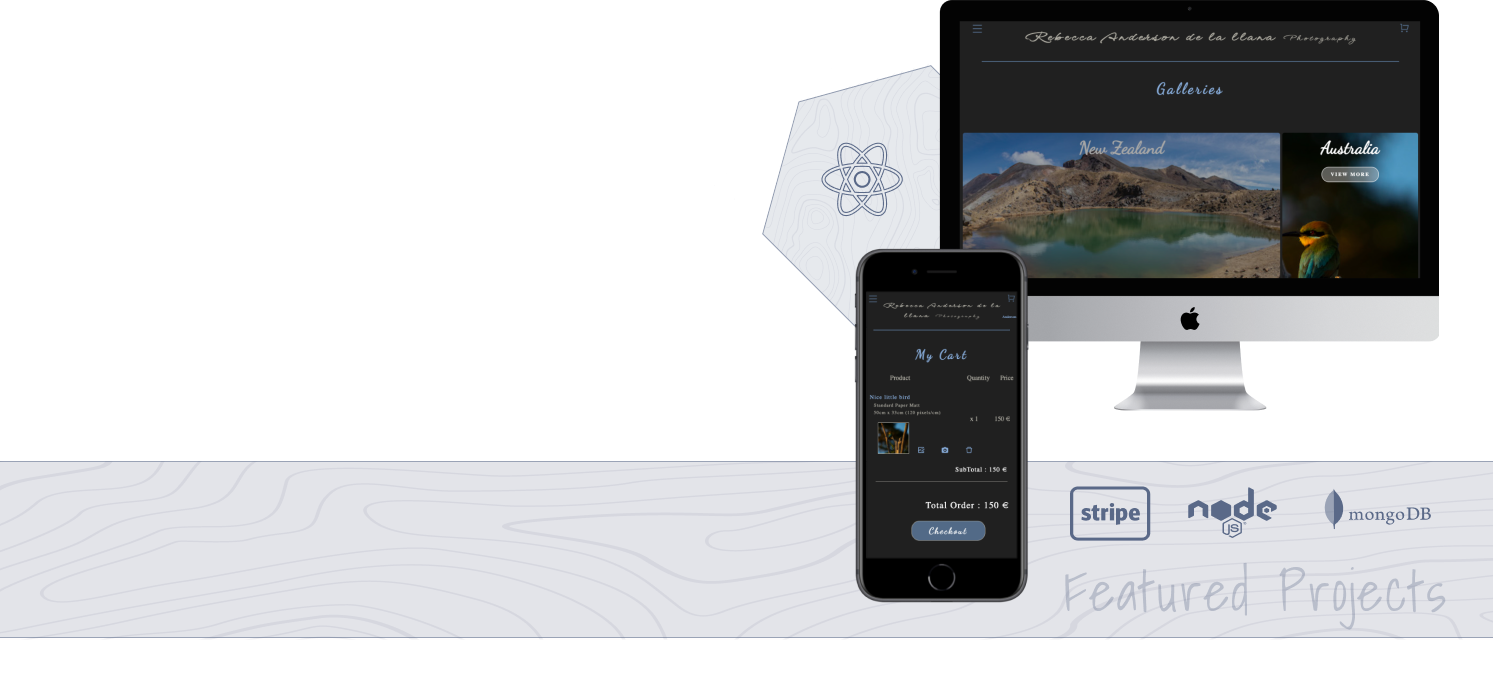 Rebecca Anderson de la llana Photography
Galleries
New Zealand
Australia
VIEW MORE
Rebecca Anderson de la
llana Photography
My Cart
Product Quantity Price
Nice little bird
Standard Paper Matt
50cm x 35cm (120 pixels/cm)
x 1 150 €
SubTotal : 150 €
Total Order : 150 €
Checkout
stripe
node
JS
mongoDB
Featured Projects